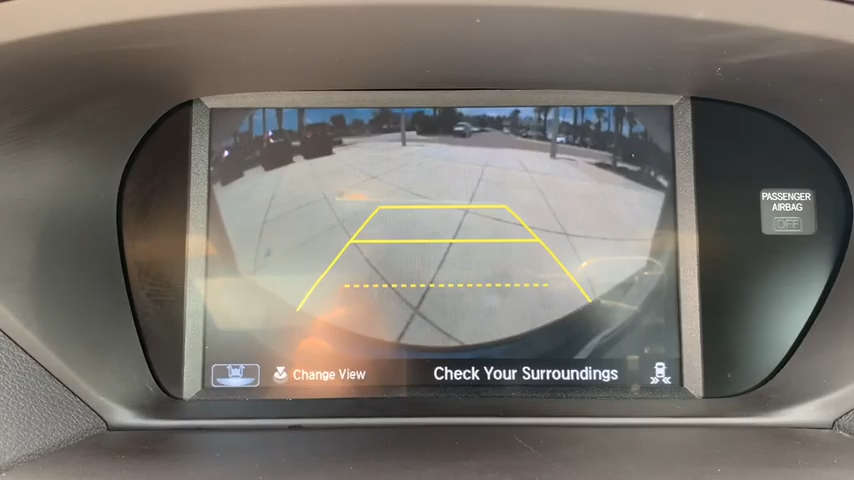 PASSENGER
AIRBAG
OFF
Change View
Check Your Surroundings